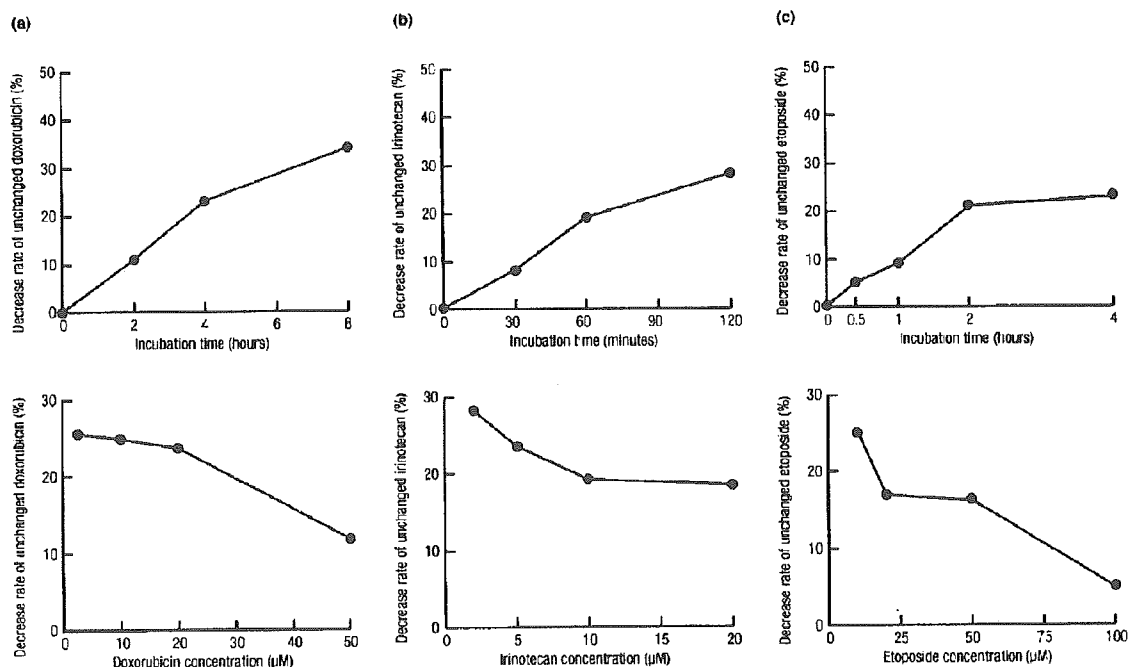 (a)
Decrease rate of unchanged doxorubicin (%)
50
40
30
20
10
0
0 2 4 8
Incubation time (hours)
(b)
Decrease rate of unchanged irinotecan (%)
50
40
30
20
10
0
0 30 60 90 120
Incubation time (minutes)
(c)
Decrease rate of unchanged etoposide (%)
50
40
30
20
10
0
0 0.5 1 2 4
Incubation time (hours)
Decrease rate of unchanged doxorubicin (%)
30
20
10
0
0 10 20 30 40 50
Doxorubicin concentration (µM)
Decrease rate of unchanged irinotecan (%)
30
20
10
0
0 5 10 15 20
Irinotecan concentration (µM)
Decrease rate of unchanged etoposide (%)
30
20
10
0
0 25 50 75 100
Etoposide concentration (µM)